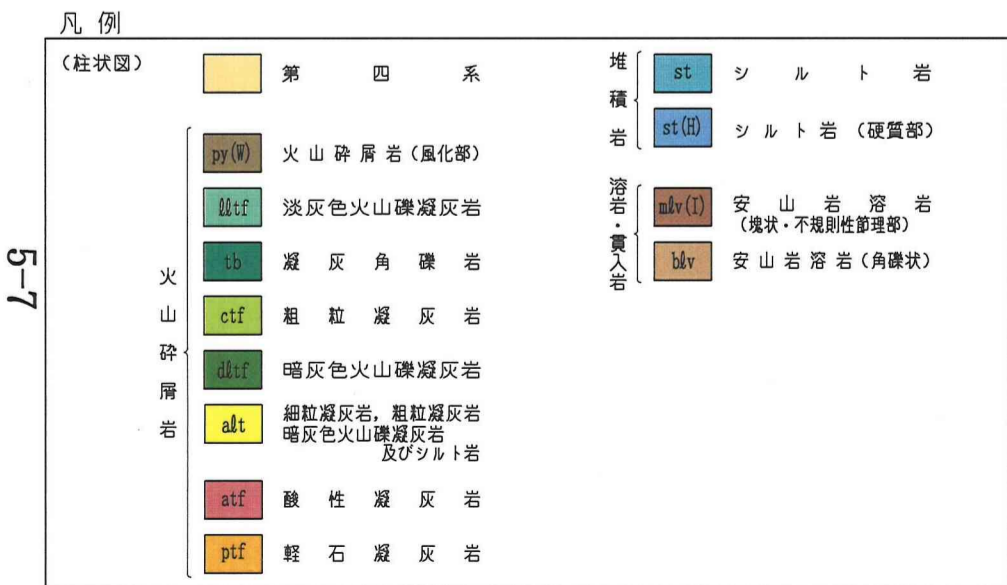 凡例
(柱状図)
第四系
火山砕屑岩
py(W) 火山砕屑岩(風化部)
lltf 淡灰色火山礫凝灰岩
tb 凝灰角礫岩
ctf 粗粒凝灰岩
dltf 暗灰色火山礫凝灰岩
alt 細粒凝灰岩, 粗粒凝灰岩
暗灰色火山礫凝灰岩
及びシルト岩
atf 酸性凝灰岩
ptf 軽石凝灰岩
堆積岩
st シルト岩
st(H) シルト岩 (硬質部)
溶岩・貫入岩
mlv(I) 安山岩溶岩
(塊状・不規則性節理部)
blv 安山岩溶岩(角礫状)
5-7